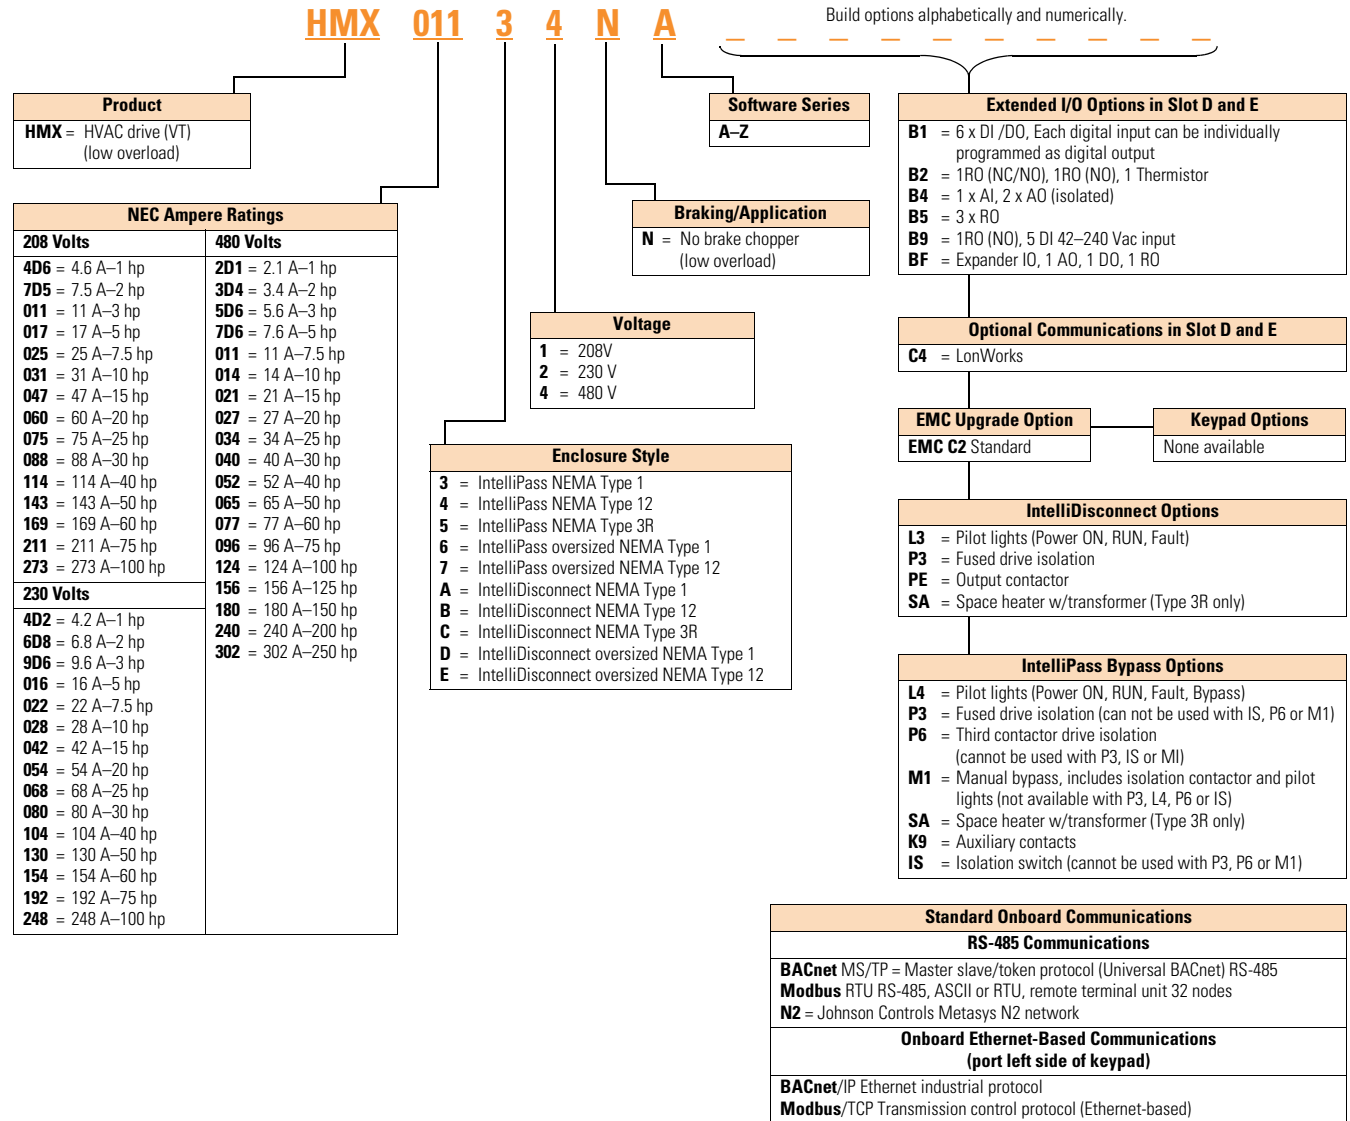 HMX 011 3 4 N A _ _ _ _ _ _ _ _ _ _
Build options alphabetically and numerically.
Product
HMX = HVAC drive (VT)
(low overload)
NEC Ampere Ratings
208 Volts
4D6 = 4.6 A–1 hp
7D5 = 7.5 A–2 hp
011 = 11 A–3 hp
017 = 17 A–5 hp
025 = 25 A–7.5 hp
031 = 31 A–10 hp
047 = 47 A–15 hp
060 = 60 A–20 hp
075 = 75 A–25 hp
088 = 88 A–30 hp
114 = 114 A–40 hp
143 = 143 A–50 hp
169 = 169 A–60 hp
211 = 211 A–75 hp
273 = 273 A–100 hp
230 Volts
4D2 = 4.2 A–1 hp
6D8 = 6.8 A–2 hp
9D6 = 9.6 A–3 hp
016 = 16 A–5 hp
022 = 22 A–7.5 hp
028 = 28 A–10 hp
042 = 42 A–15 hp
054 = 54 A–20 hp
068 = 68 A–25 hp
080 = 80 A–30 hp
104 = 104 A–40 hp
130 = 130 A–50 hp
154 = 154 A–60 hp
192 = 192 A–75 hp
248 = 248 A–100 hp
480 Volts
2D1 = 2.1 A–1 hp
3D4 = 3.4 A–2 hp
5D6 = 5.6 A–3 hp
7D6 = 7.6 A–5 hp
011 = 11 A–7.5 hp
014 = 14 A–10 hp
021 = 21 A–15 hp
027 = 27 A–20 hp
034 = 34 A–25 hp
040 = 40 A–30 hp
052 = 52 A–40 hp
065 = 65 A–50 hp
077 = 77 A–60 hp
096 = 96 A–75 hp
124 = 124 A–100 hp
156 = 156 A–125 hp
180 = 180 A–150 hp
240 = 240 A–200 hp
302 = 302 A–250 hp
Enclosure Style
3 = IntelliPass NEMA Type 1
4 = IntelliPass NEMA Type 12
5 = IntelliPass NEMA Type 3R
6 = IntelliPass oversized NEMA Type 1
7 = IntelliPass oversized NEMA Type 12
A = IntelliDisconnect NEMA Type 1
B = IntelliDisconnect NEMA Type 12
C = IntelliDisconnect NEMA Type 3R
D = IntelliDisconnect oversized NEMA Type 1
E = IntelliDisconnect oversized NEMA Type 12
Voltage
1 = 208V
2 = 230 V
4 = 480 V
Braking/Application
N = No brake chopper
(low overload)
Software Series
A–Z
Extended I/O Options in Slot D and E
B1 = 6 x DI /DO, Each digital input can be individually
programmed as digital output
B2 = 1RO (NC/NO), 1RO (NO), 1 Thermistor
B4 = 1 x AI, 2 x AO (isolated)
B5 = 3 x RO
B9 = 1RO (NO), 5 DI 42–240 Vac input
BF = Expander IO, 1 AO, 1 DO, 1 RO
Optional Communications in Slot D and E
C4 = LonWorks
EMC Upgrade Option
EMC C2 Standard
Keypad Options
None available
IntelliDisconnect Options
L3 = Pilot lights (Power ON, RUN, Fault)
P3 = Fused drive isolation
PE = Output contactor
SA = Space heater w/transformer (Type 3R only)
IntelliPass Bypass Options
L4 = Pilot lights (Power ON, RUN, Fault, Bypass)
P3 = Fused drive isolation (can not be used with IS, P6 or M1)
P6 = Third contactor drive isolation
(cannot be used with P3, IS or MI)
M1 = Manual bypass, includes isolation contactor and pilot
lights (not available with P3, L4, P6 or IS)
SA = Space heater w/transformer (Type 3R only)
K9 = Auxiliary contacts
IS = Isolation switch (cannot be used with P3, P6 or M1)
Standard Onboard Communications
RS-485 Communications
BACnet MS/TP = Master slave/token protocol (Universal BACnet) RS-485
Modbus RTU RS-485, ASCII or RTU, remote terminal unit 32 nodes
N2 = Johnson Controls Metasys N2 network
Onboard Ethernet-Based Communications
(port left side of keypad)
BACnet/IP Ethernet industrial protocol
Modbus/TCP Transmission control protocol (Ethernet-based)